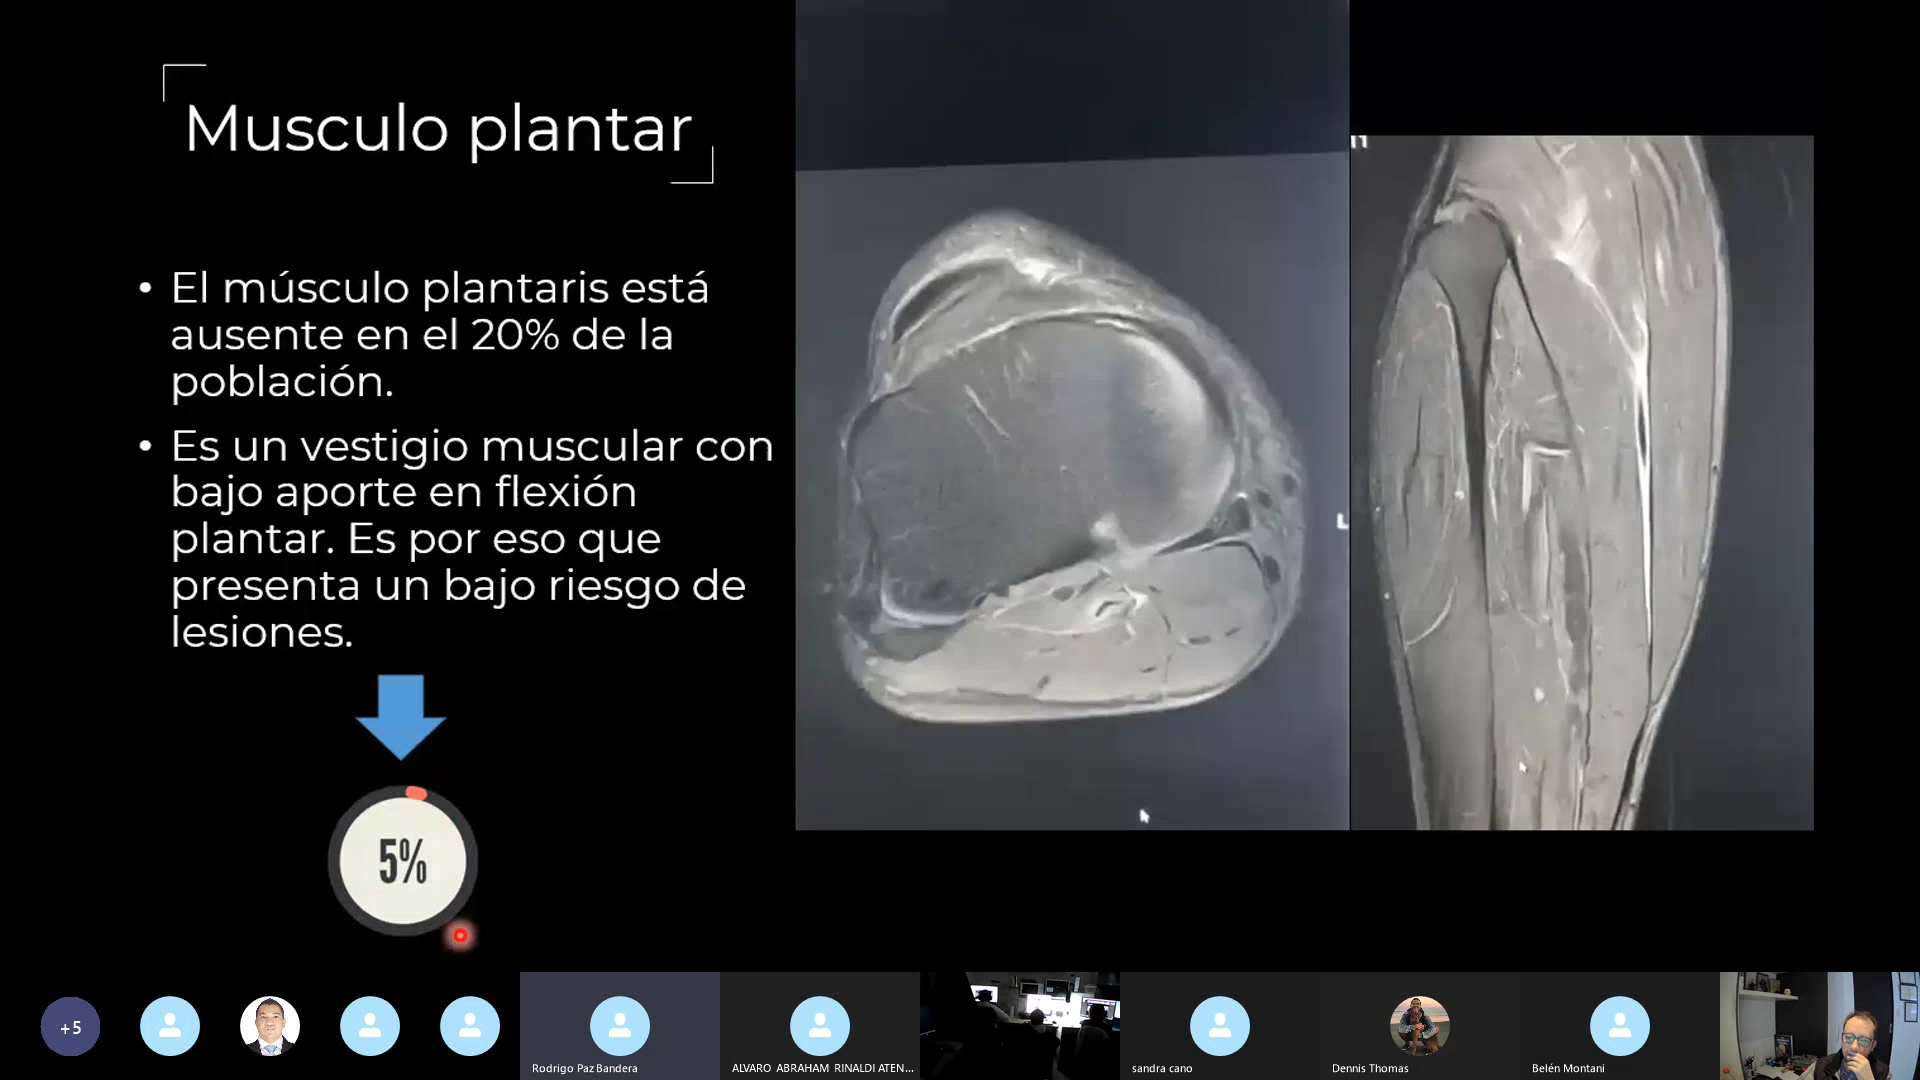 Musculo plantar
• El músculo plantaris está
ausente en el 20% de la
población.
• Es un vestigio muscular con
bajo aporte en flexión
plantar. Es por eso que
presenta un bajo riesgo de
lesiones.
5%
L
+5
Rodrigo Paz Bandera
ALVARO ABRAHAM RINALDI ATEN...
sandra cano
Dennis Thomas
Belén Montani